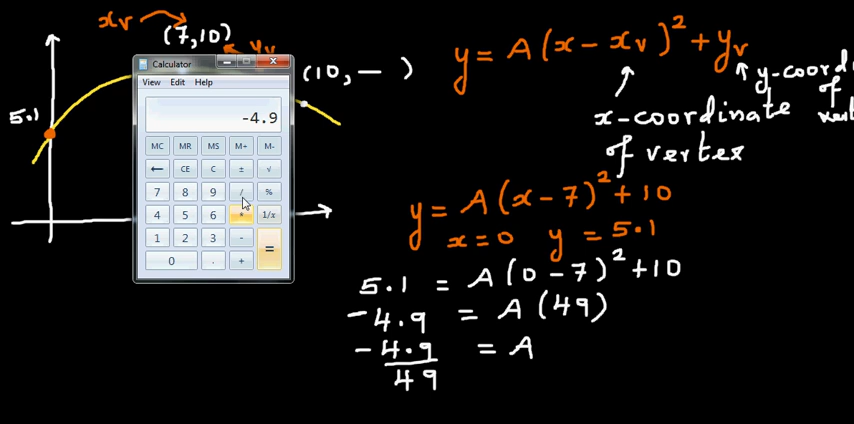 xv
(7,10)
yv
(10, — )
5.1
Calculator
View Edit Help
-4.9
MC MR MS M+ M-
← CE C ± √
7 8 9 / %
4 5 6 * 1/x
1 2 3 - =
0 . +
y = A(x - xv)² + yv
x-coordinate
of vertex
y-coord
of
y = A(x-7)² + 10
x = 0 y = 5.1
5.1 = A(0-7)² + 10
-4.9 = A(49)
-4.9/49 = A